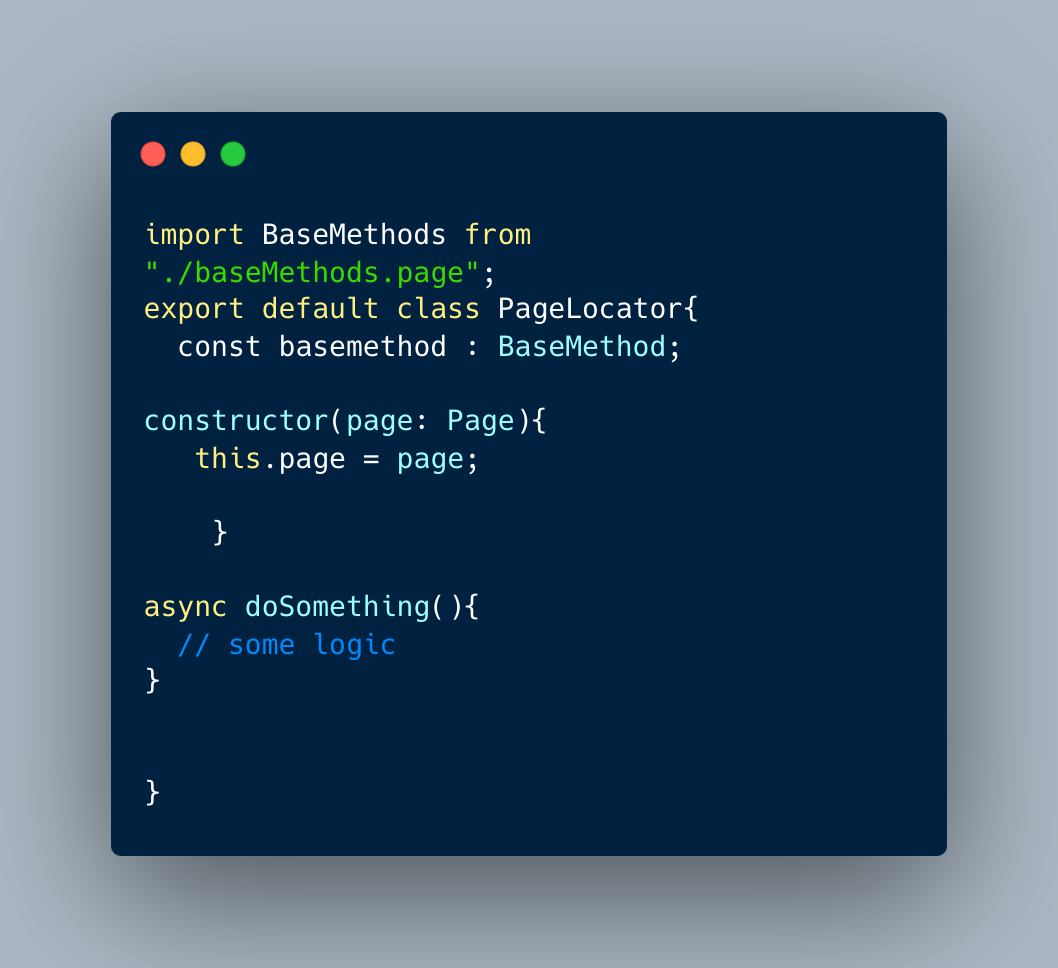 import BaseMethods from
"./baseMethods.page";
export default class PageLocator{
  const basemethod : BaseMethod;
constructor(page: Page){
   this.page = page;
    }
async doSomething(){
  // some logic
}
}